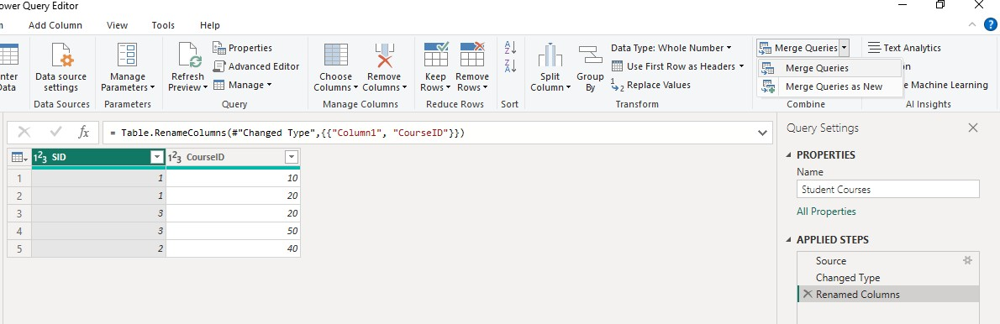 ower Query Editor
Add Column View Tools Help
nter
Data
Data source
settings
Data Sources
Manage
Parameters
Parameters
Refresh
Preview
Properties
Advanced Editor
Manage
Query
Choose
Columns
Remove
Columns
Manage Columns
Keep
Rows
Remove
Rows
Reduce Rows
A
Z
Z
A
Sort
Split
Column
Group
By
Data Type: Whole Number
Use First Row as Headers
1
2 Replace Values
Transform
Merge Queries
Merge Queries
Merge Queries as New
Combine
Text Analytics
on
e Machine Learning
AI Insights
?
fx = Table.RenameColumns(#"Changed Type",{{"Column1", "CourseID"}})
123 SID 123 CourseID
1 1 10
2 1 20
3 3 20
4 3 50
5 2 40
Query Settings
PROPERTIES
Name
Student Courses
All Properties
APPLIED STEPS
Source
Changed Type
Renamed Columns